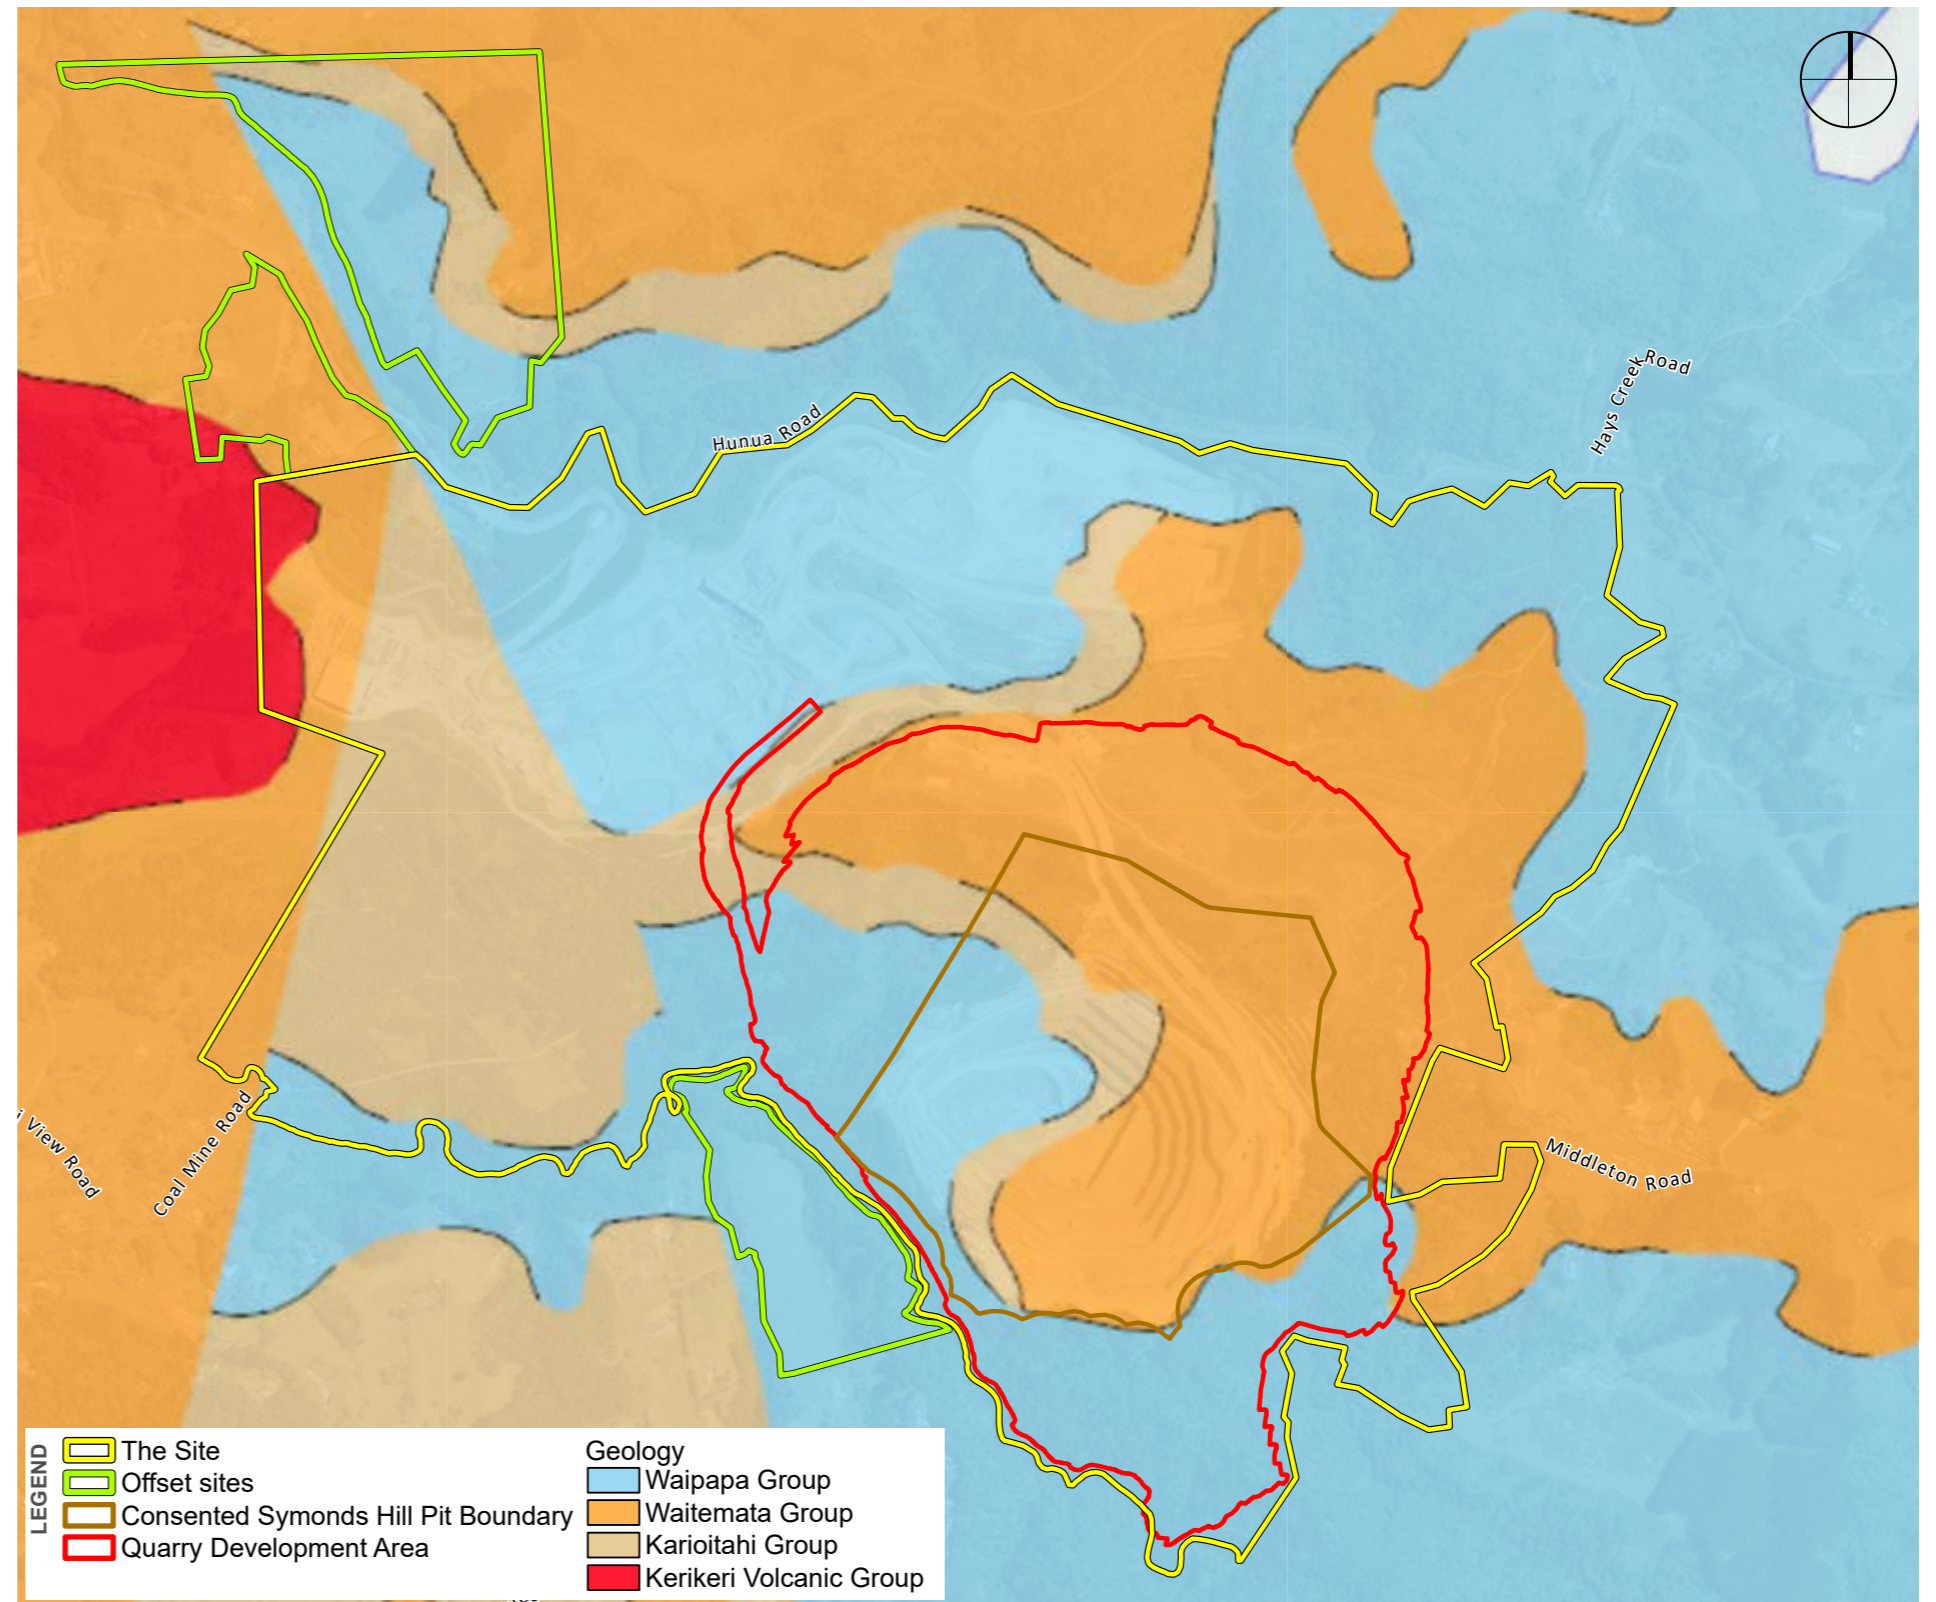 Hunua Road
Hays Creek Road
i View Road
Coal Mine Road
Middleton Road
LEGEND
The Site
Offset sites
Consented Symonds Hill Pit Boundary
Quarry Development Area
Geology
Waipapa Group
Waitemata Group
Karioitahi Group
Kerikeri Volcanic Group